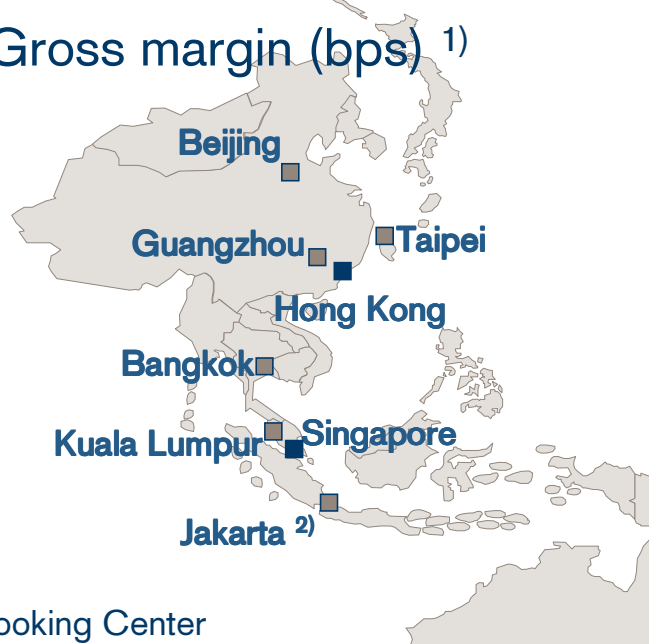 Gross margin (bps) 1)
Beijing
Guangzhou
Taipei
Hong Kong
Bangkok
Singapore
Kuala Lumpur
Jakarta 2)
ooking Center